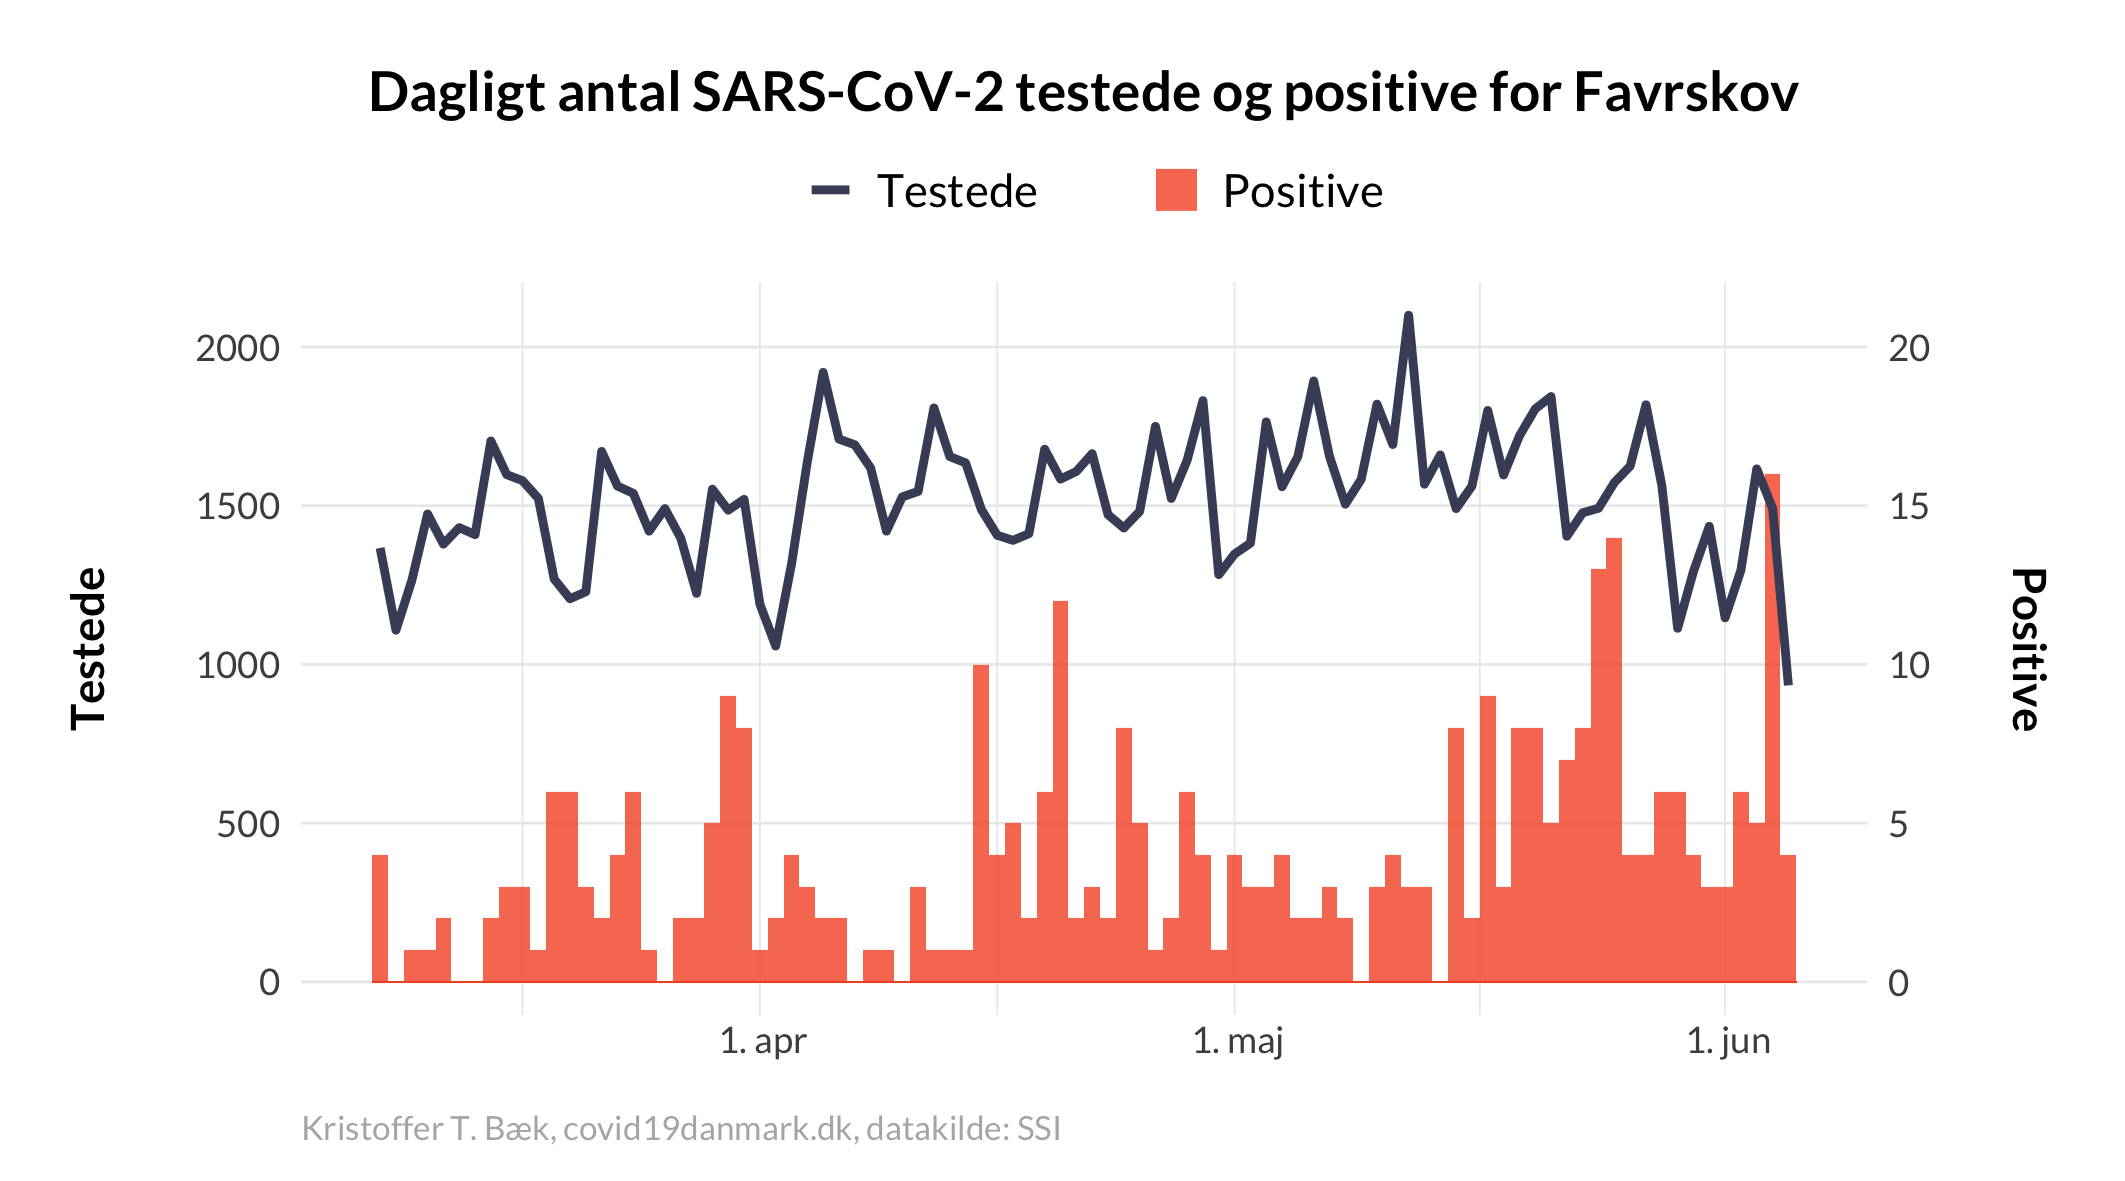 Dagligt antal SARS-CoV-2 testede og positive for Favrskov
Testede
Positive
2000
1500
1000
500
0
20
15
10
5
0
Testede
Positive
1. apr
1. maj
1. jun
Kristoffer T. Bæk, covid19danmark.dk, datakilde: SSI